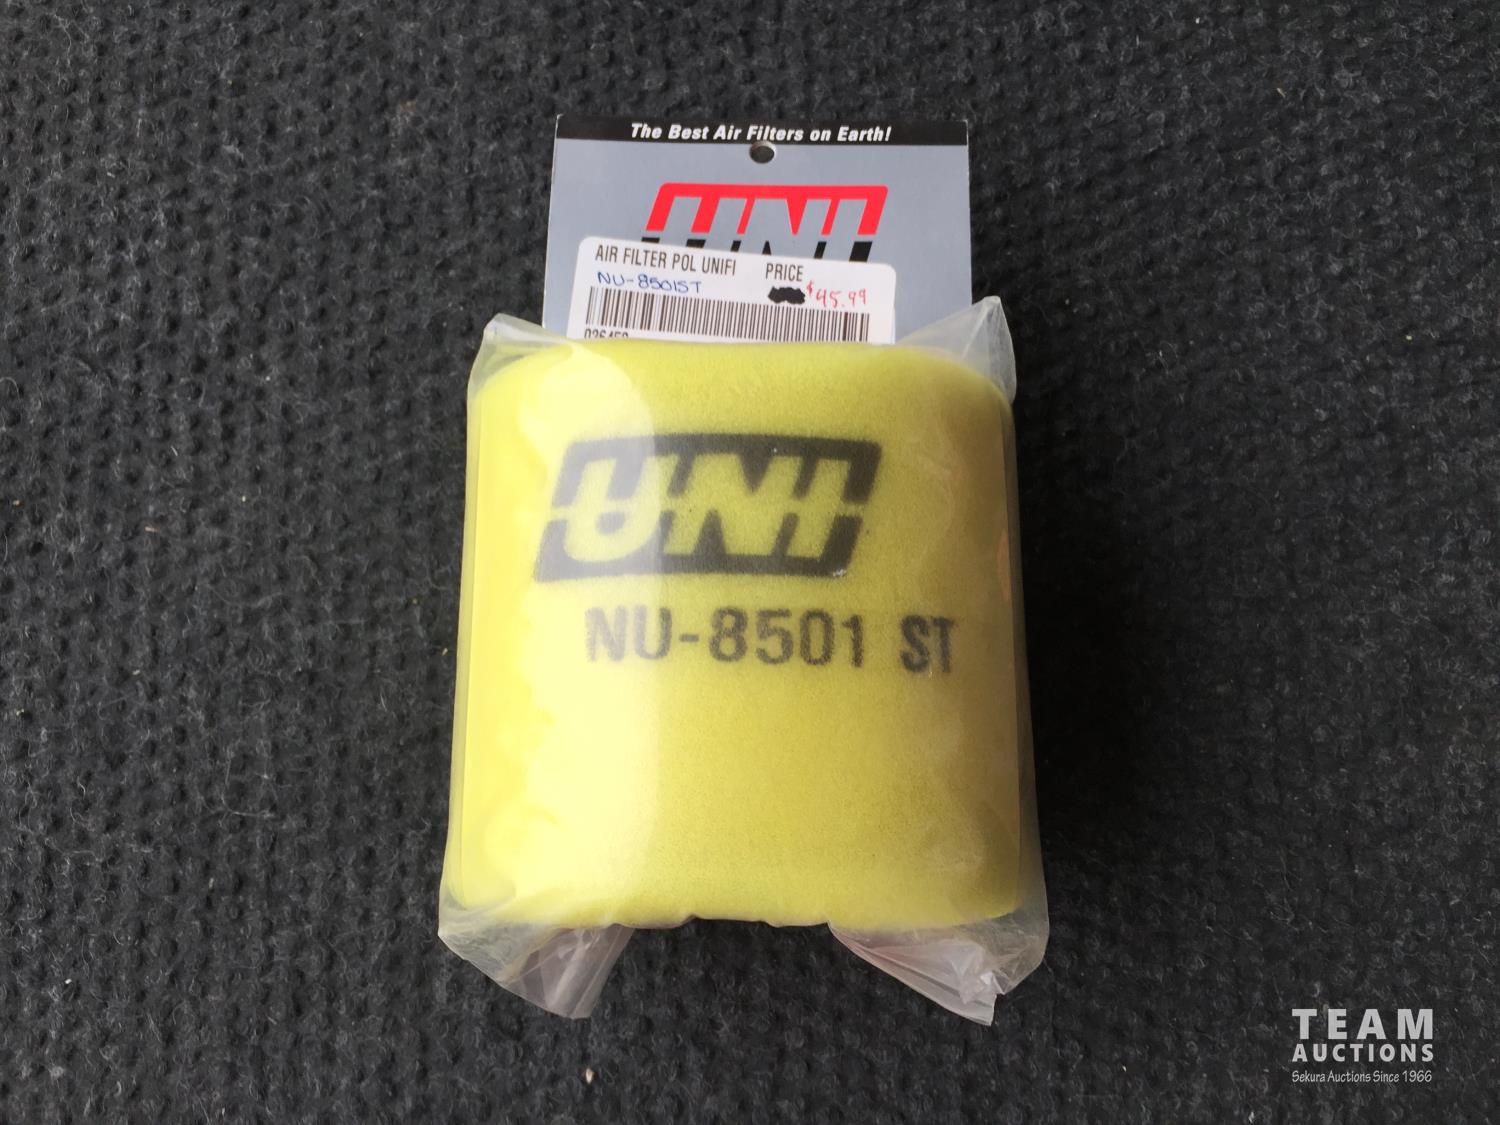 The Best Air Filters on Earth!
UNI
AIR FILTER POL UNIFI PRICE
NU-8501ST $45.99
UNI
NU-8501 ST
TEAM
AUCTIONS
Sekura Auctions Since 1966